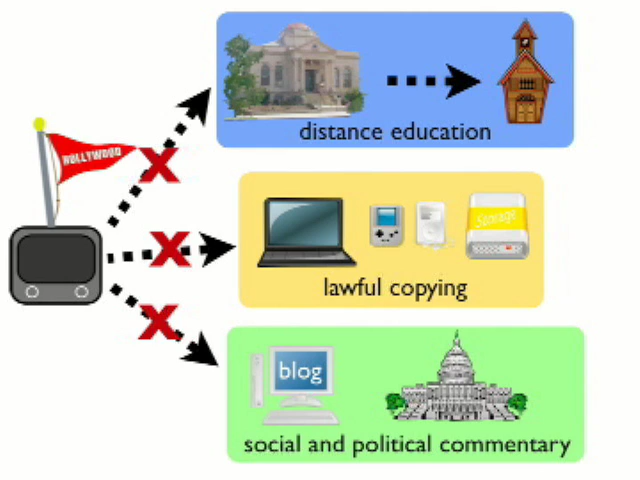 distance education
HOLLYWOOD
X
X
X
Storage
lawful copying
blog
social and political commentary